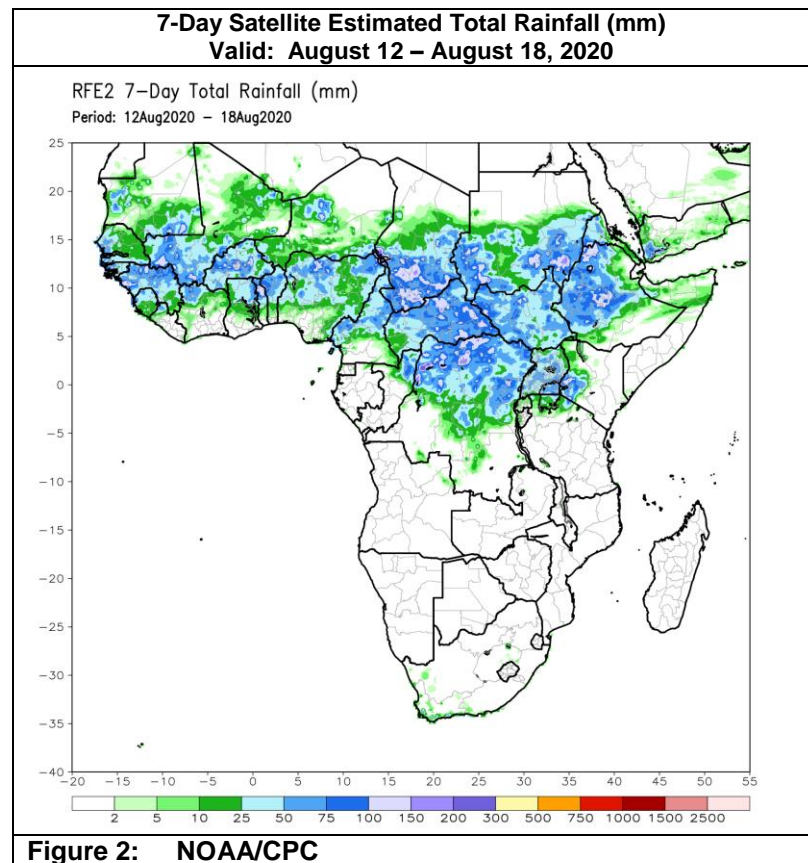 7-Day Satellite Estimated Total Rainfall (mm)
Valid: August 12 – August 18, 2020
RFE2 7-Day Total Rainfall (mm)
Period: 12Aug2020 – 18Aug2020
25
20
15
10
5
0
-5
-10
-15
-20
-25
-30
-35
-40
-20 -15 -10 -5 0 5 10 15 20 25 30 35 40 45 50 55
2 5 10 25 50 75 100 150 200 300 500 750 1000 1500 2500
Figure 2: NOAA/CPC